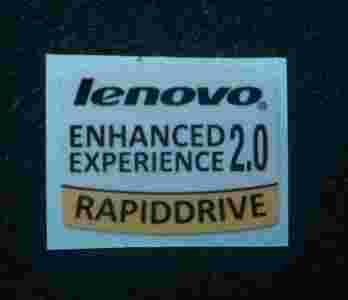 lenovo.
ENHANCED
EXPERIENCE 2.0
RAPIDDRIVE